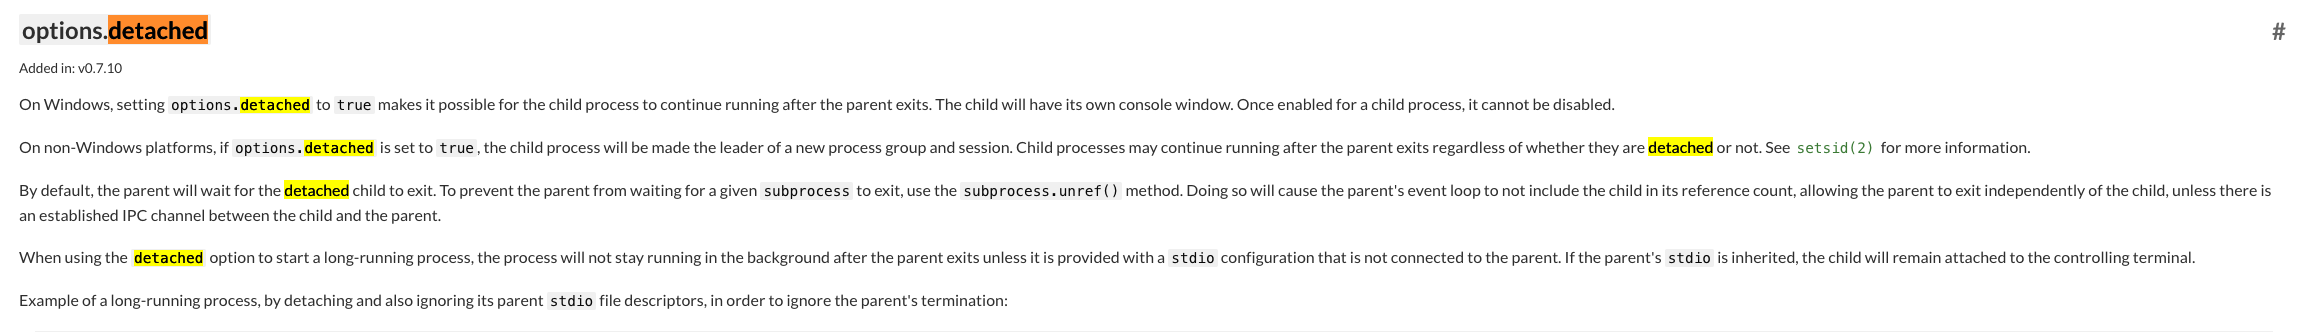 options.detached #
Added in: v0.7.10
On Windows, setting options.detached to true makes it possible for the child process to continue running after the parent exits. The child will have its own console window. Once enabled for a child process, it cannot be disabled.
On non-Windows platforms, if options.detached is set to true, the child process will be made the leader of a new process group and session. Child processes may continue running after the parent exits regardless of whether they are detached or not. See setsid(2) for more information.
By default, the parent will wait for the detached child to exit. To prevent the parent from waiting for a given subprocess to exit, use the subprocess.unref() method. Doing so will cause the parent's event loop to not include the child in its reference count, allowing the parent to exit independently of the child, unless there is
an established IPC channel between the child and the parent.
When using the detached option to start a long-running process, the process will not stay running in the background after the parent exits unless it is provided with a stdio configuration that is not connected to the parent. If the parent's stdio is inherited, the child will remain attached to the controlling terminal.
Example of a long-running process, by detaching and also ignoring its parent stdio file descriptors, in order to ignore the parent's termination: